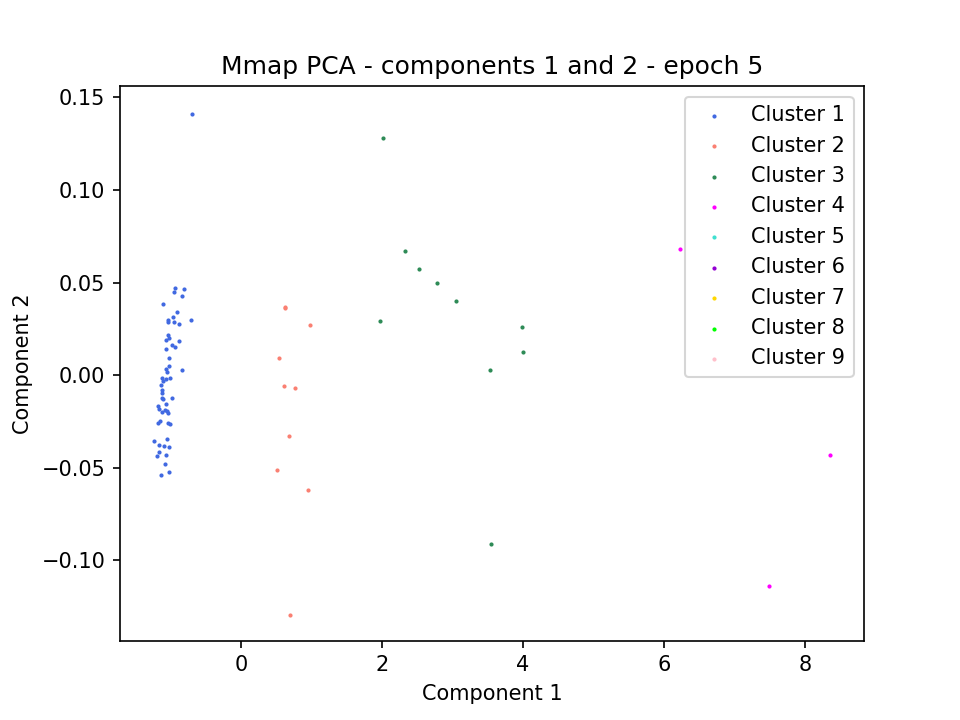 Mmap PCA - components 1 and 2 - epoch 5
0.15
0.10
0.05
0.00
−0.05
−0.10
Component 2
0
2
4
6
8
Component 1
Cluster 1
Cluster 2
Cluster 3
Cluster 4
Cluster 5
Cluster 6
Cluster 7
Cluster 8
Cluster 9